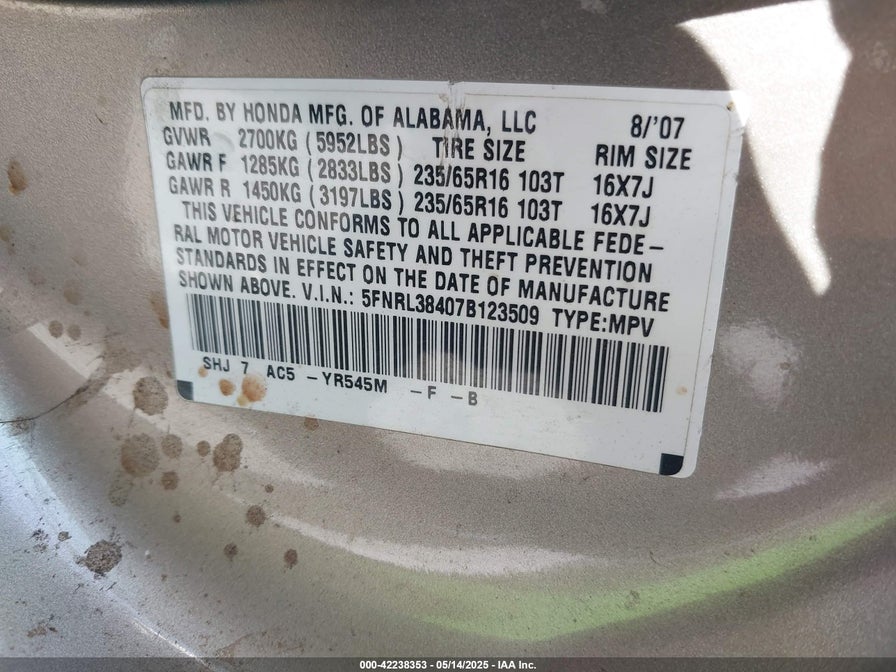 MFD. BY HONDA MFG. OF ALABAMA, LLC 8/'07
GVWR 2700KG (5952LBS) TIRE SIZE RIM SIZE
GAWR F 1285KG (2833LBS) 235/65R16 103T 16X7J
GAWR R 1450KG (3197LBS) 235/65R16 103T 16X7J
THIS VEHICLE CONFORMS TO ALL APPLICABLE FEDE-
RAL MOTOR VEHICLE SAFETY AND THEFT PREVENTION
STANDARDS IN EFFECT ON THE DATE OF MANUFACTURE
SHOWN ABOVE. V.I.N.: 5FNRL38407B123509 TYPE:MPV
SHJ 7 AC5 -YR545M -F -B
000-42238353 - 05/14/2025 - IAA Inc.